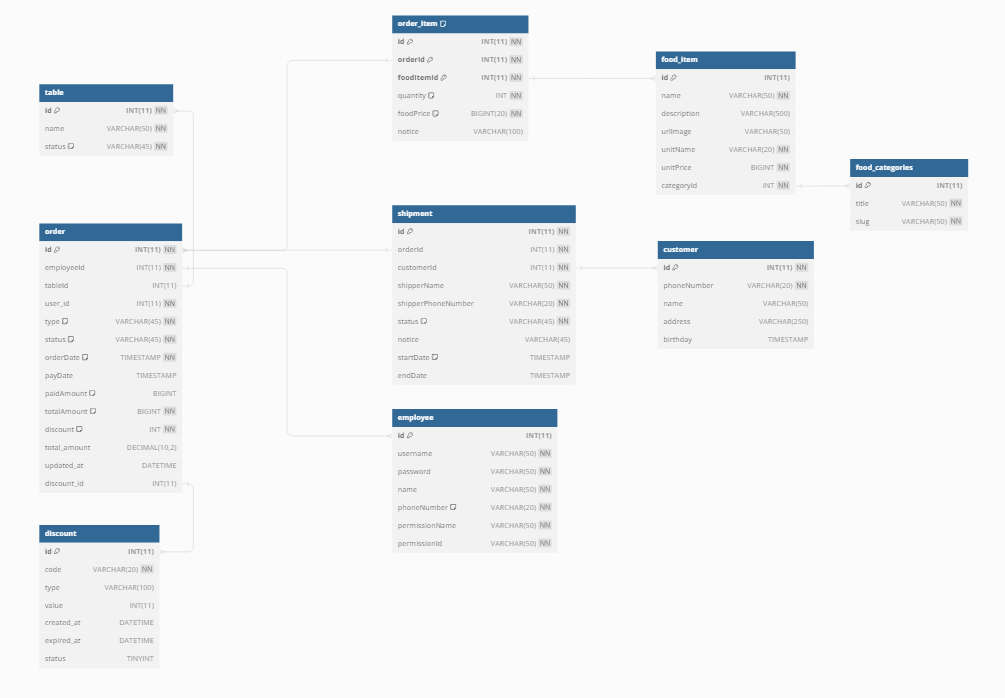 order_item
id INT(11) NN
orderId INT(11) NN
foodItemId INT(11) NN
quantity INT NN
foodPrice BIGINT(20) NN
notice VARCHAR(100)
food_item
id INT(11)
name VARCHAR(50) NN
description VARCHAR(500)
urlImage VARCHAR(50)
unitName VARCHAR(20) NN
unitPrice BIGINT NN
categoryId INT NN
table
id INT(11) NN
name VARCHAR(50) NN
status VARCHAR(45) NN
food_categories
id INT(11)
title VARCHAR(50) NN
slug VARCHAR(50) NN
shipment
id INT(11) NN
orderId INT(11) NN
customerId INT(11) NN
shipperName VARCHAR(50) NN
shipperPhoneNumber VARCHAR(20) NN
status VARCHAR(45) NN
notice VARCHAR(45)
startDate TIMESTAMP
endDate TIMESTAMP
order
id INT(11) NN
employeeId INT(11) NN
tableId INT(11)
user_id INT(11) NN
type VARCHAR(45) NN
status VARCHAR(45) NN
orderDate TIMESTAMP NN
payDate TIMESTAMP
paidAmount BIGINT
totalAmount BIGINT NN
discount INT NN
total_amount DECIMAL(10,2)
updated_at DATETIME
discount_id INT(11)
customer
id INT(11) NN
phoneNumber VARCHAR(20) NN
name VARCHAR(50)
address VARCHAR(250)
birthday TIMESTAMP
employee
id INT(11)
username VARCHAR(50) NN
password VARCHAR(50) NN
name VARCHAR(50) NN
phoneNumber VARCHAR(20) NN
permissionName VARCHAR(50) NN
permissionId VARCHAR(50) NN
discount
id INT(11)
code VARCHAR(20) NN
type VARCHAR(100)
value INT(11)
created_at DATETIME
expired_at DATETIME
status TINYINT